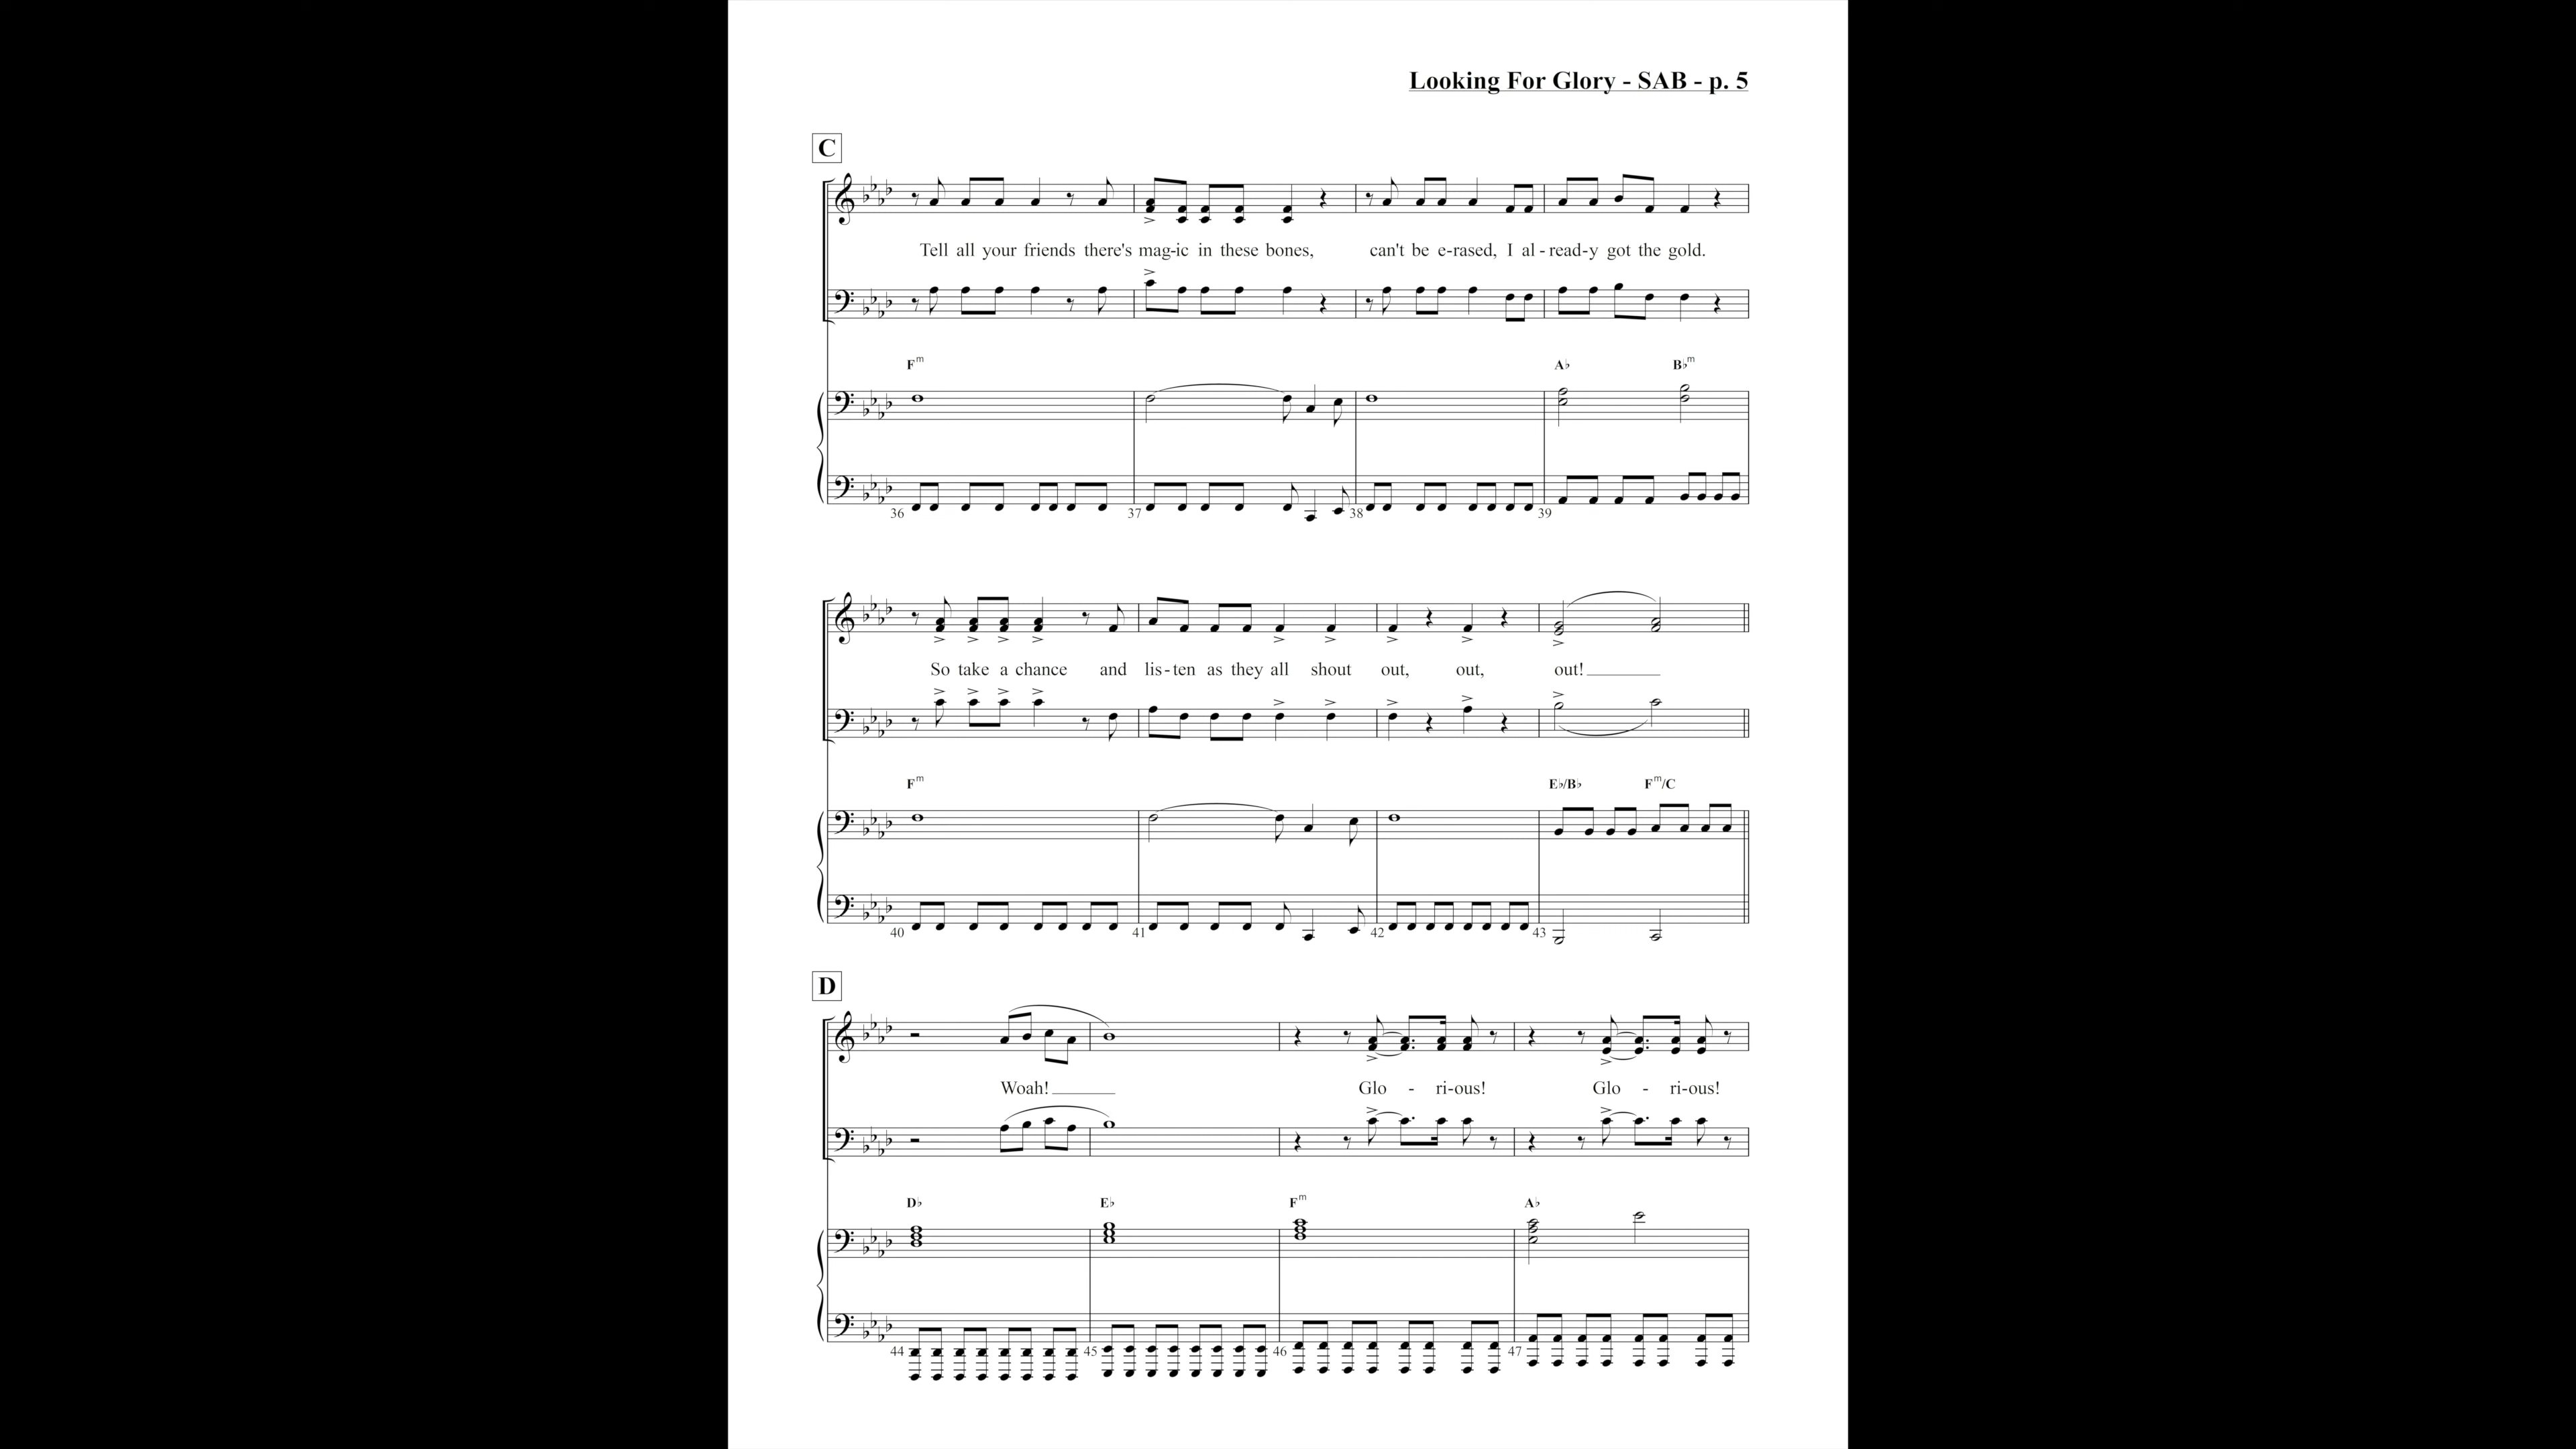 Looking For Glory - SAB - p. 5
C
Tell all your friends there's mag-ic in these bones, can't be e-rased, I al-read-y got the gold.
Fm A♭ B♭m
36 37 38 39
So take a chance and lis-ten as they all shout out, out, out!
Fm E♭/B♭ Fm/C
40 41 42 43
D
Woah! Glo - ri-ous! Glo - ri-ous!
D♭ E♭ Fm A♭
44 45 46 47